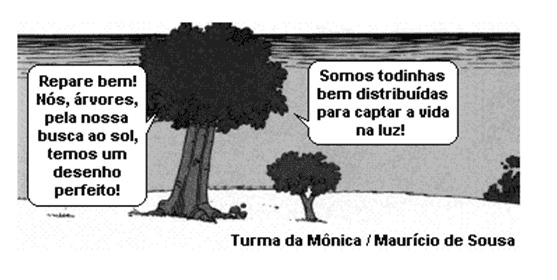 Repare bem!
Nós, árvores,
pela nossa
busca ao sol,
temos um
desenho
perfeito!
Somos todinhas
bem distribuídas
para captar a vida
na luz!
Turma da Mônica / Maurício de Sousa